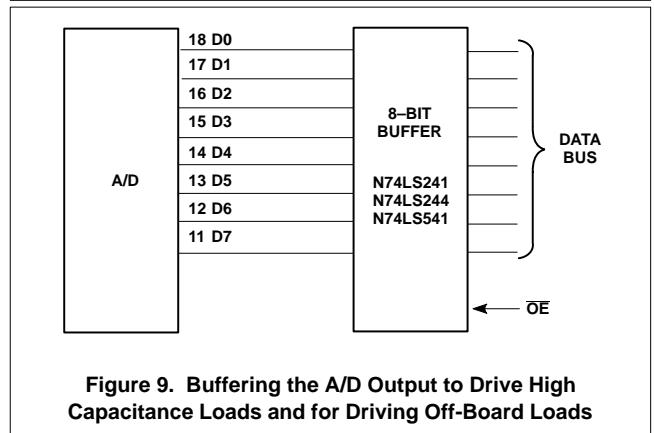 18 D0
17 D1
16 D2
15 D3
14 D4
13 D5
12 D6
11 D7
A/D
8–BIT
BUFFER
N74LS241
N74LS244
N74LS541
DATA
BUS
OE
Figure 9. Buffering the A/D Output to Drive High
Capacitance Loads and for Driving Off-Board Loads